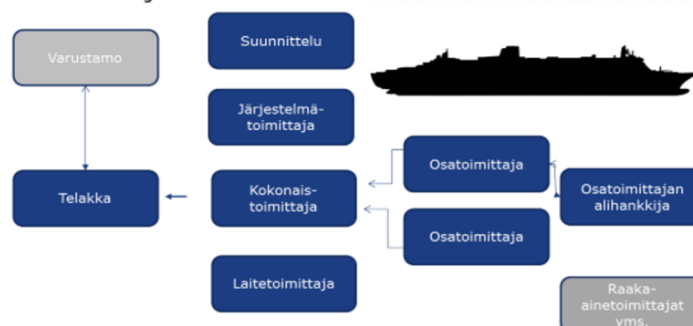 Varustamo
Suunnittelu
Järjestelmä-
toimittaja
Telakka
Kokonais-
toimittaja
Osatoimittaja
Osatoimittaja
Osatoimittajan
alihankkija
Laitetoimittaja
Raaka-
ainetoimittajat
yms.